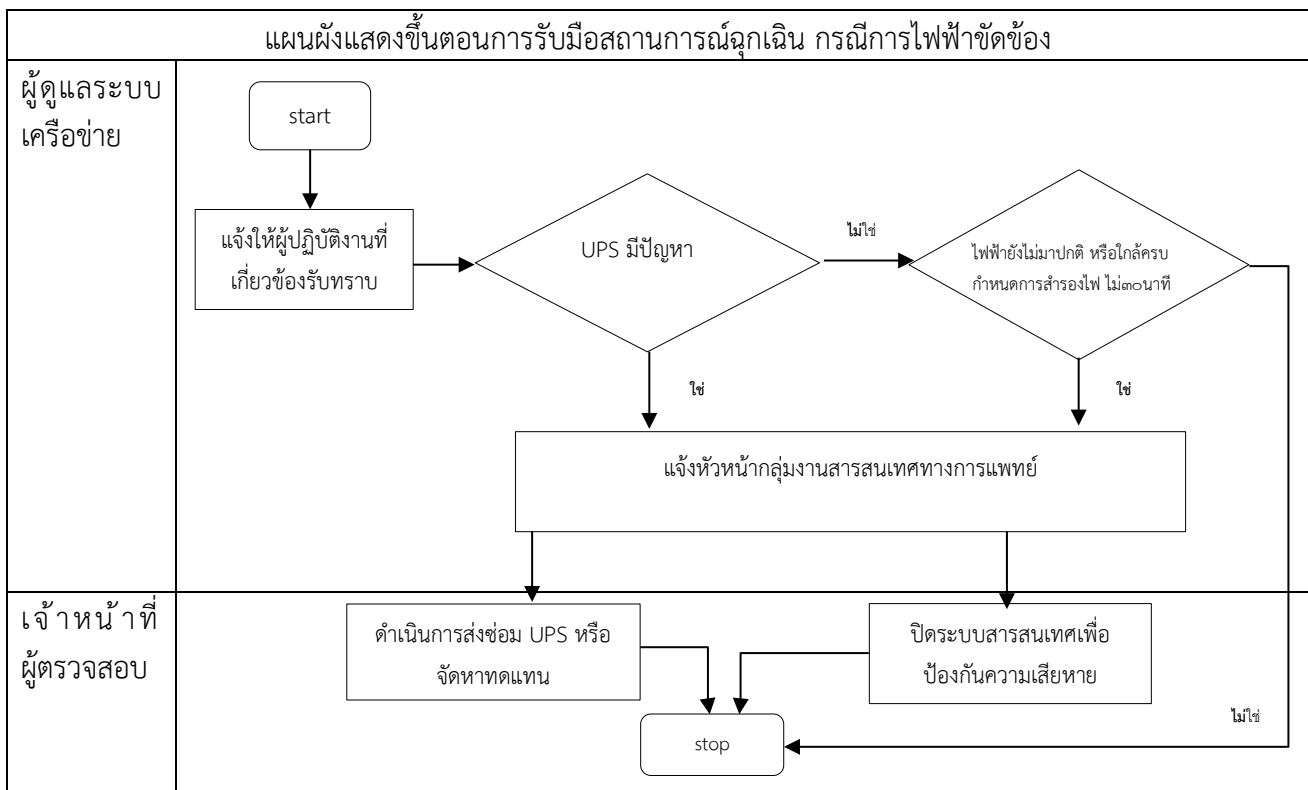 แผนผังแสดงขั้นตอนการรับมือสถานการณ์ฉุกเฉิน กรณีการไฟฟ้าขัดข้อง
ผู้ดูแลระบบ
เครือข่าย
start
แจ้งให้ผู้ปฏิบัติงานที่
เกี่ยวข้องรับทราบ
UPS มีปัญหา
ไม่ใช่
ไฟฟ้ายังไม่มาปกติ หรือใกล้ครบ
กำหนดการสำรองไฟ ไม่๓๐นาที
ใช่
ใช่
แจ้งหัวหน้ากลุ่มงานสารสนเทศทางการแพทย์
เจ้าหน้าที่
ผู้ตรวจสอบ
ดำเนินการส่งซ่อม UPS หรือ
จัดหาทดแทน
ปิดระบบสารสนเทศเพื่อ
ป้องกันความเสียหาย
ไม่ใช่
stop